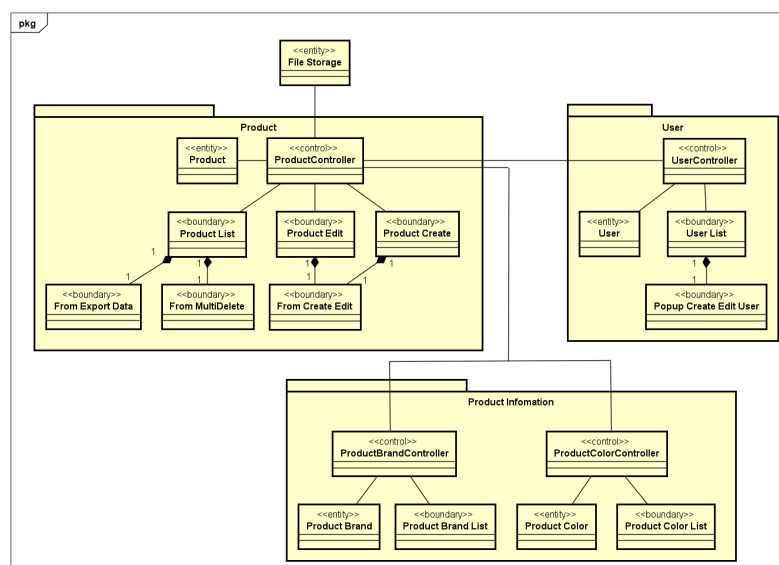 pkg
<<entity>>
File Storage
Product
<<entity>>
Product
<<control>>
ProductController
<<boundary>>
Product List
<<boundary>>
Product Edit
<<boundary>>
Product Create
1
1
1
1
1
1
1
1
<<boundary>>
From Export Data
<<boundary>>
From MultiDelete
<<boundary>>
From Create Edit
User
<<control>>
UserController
<<entity>>
User
<<boundary>>
User List
1
1
<<boundary>>
Popup Create Edit User
Product Infomation
<<control>>
ProductBrandController
<<control>>
ProductColorController
<<entity>>
Product Brand
<<boundary>>
Product Brand List
<<entity>>
Product Color
<<boundary>>
Product Color List